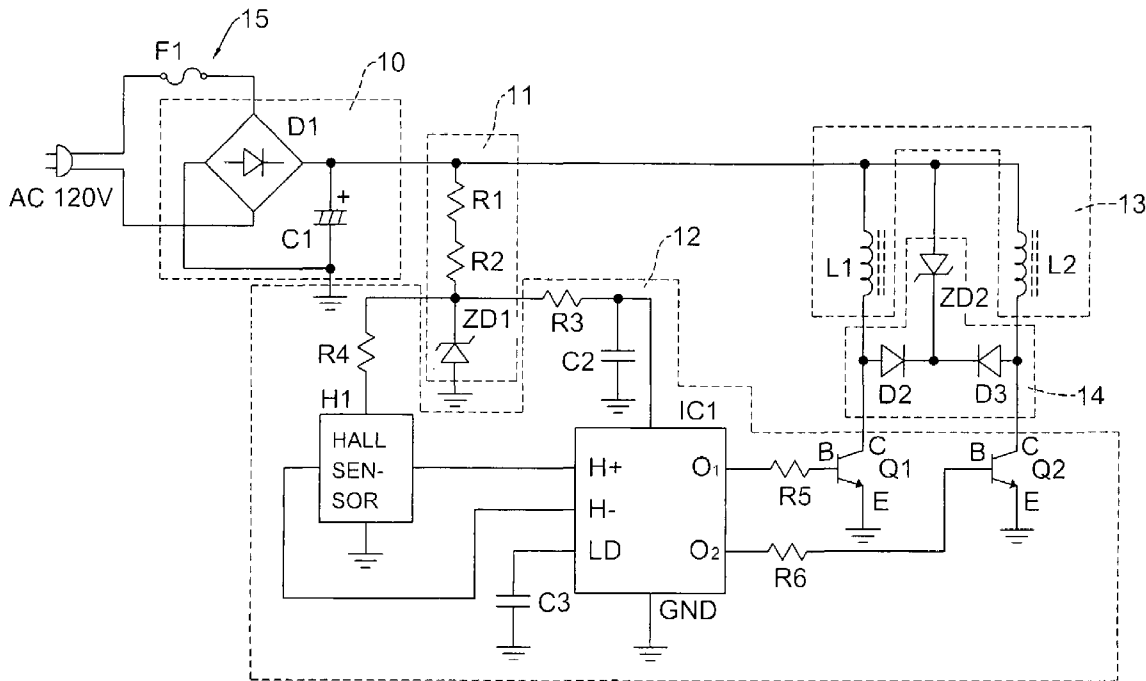 15
F1
10
11
D1
13
AC 120V
+
C1
R1
R2
12
L1
ZD2
L2
ZD1
R3
R4
C2
D2
D3
14
H1
IC1
HALL
SEN-
SOR
H+
O1
R5
B
C
Q1
E
B
C
Q2
E
H-
LD
O2
R6
C3
GND